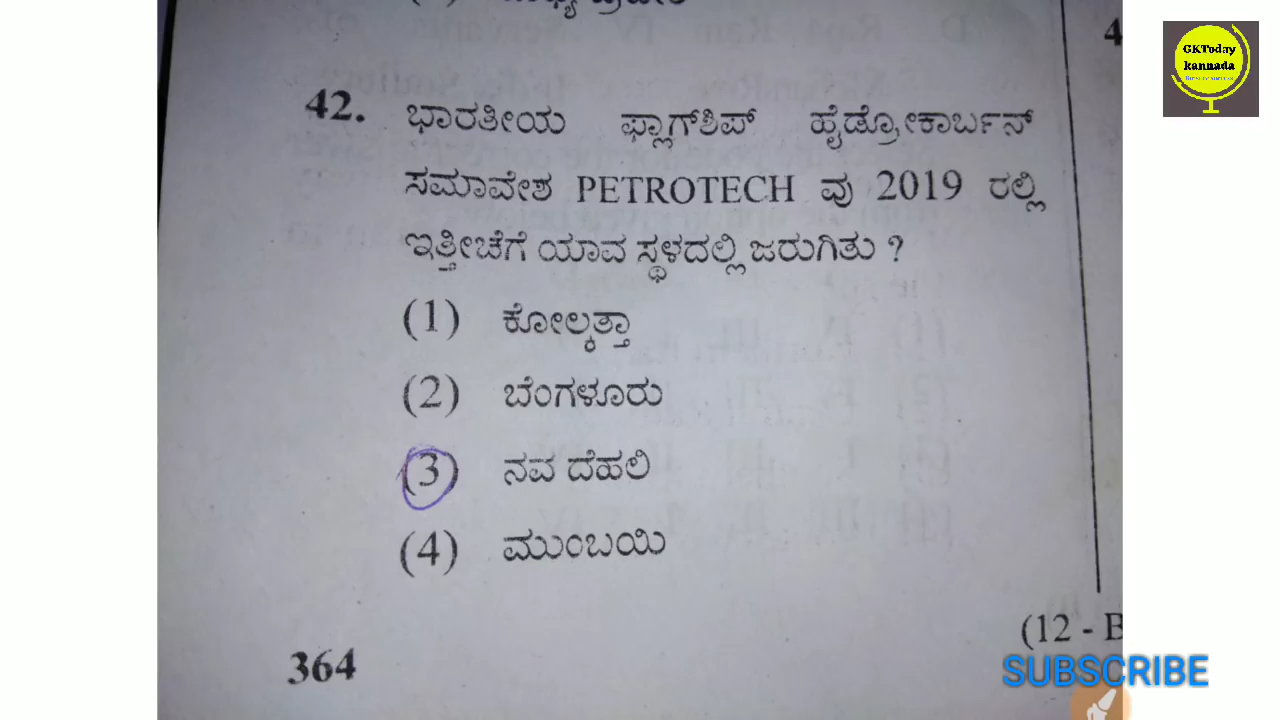 GKToday
kannada
42. ಭಾರತೀಯ ಫ್ಲಾಗ್‌ಶಿಪ್ ಹೈಡ್ರೋಕಾರ್ಬನ್
ಸಮಾವೇಶ PETROTECH ವು 2019 ರಲ್ಲಿ
ಇತ್ತೀಚೆಗೆ ಯಾವ ಸ್ಥಳದಲ್ಲಿ ಜರುಗಿತು ?
(1) ಕೋಲ್ಕತ್ತಾ
(2) ಬೆಂಗಳೂರು
(3) ನವ ದೆಹಲಿ
(4) ಮುಂಬಯಿ
(12 - B
364
SUBSCRIBE